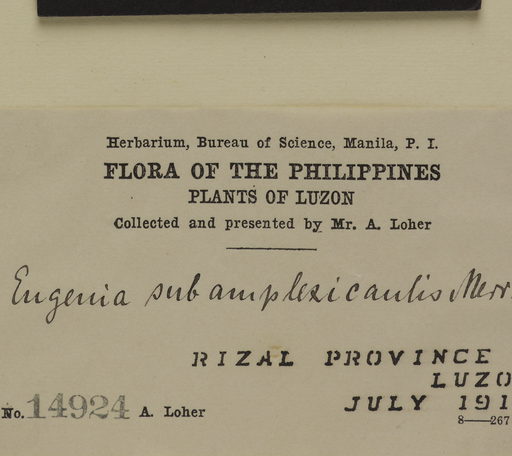 Herbarium, Bureau of Science, Manila, P. I.
FLORA OF THE PHILIPPINES
PLANTS OF LUZON
Collected and presented by Mr. A. Loher
Eugenia subamplexicaulis Merr.
RIZAL PROVINCE
LUZO
JULY 191
No. 14924 A. Loher
8—267